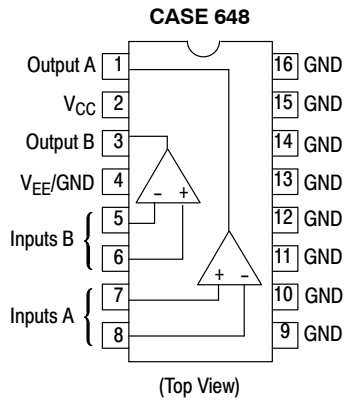 CASE 648
Output A 1 16 GND
VCC 2 15 GND
Output B 3 14 GND
VEE/GND 4 13 GND
5 12 GND
Inputs B
6 11 GND
- +
7 10 GND
Inputs A
8 9 GND
+ -
(Top View)